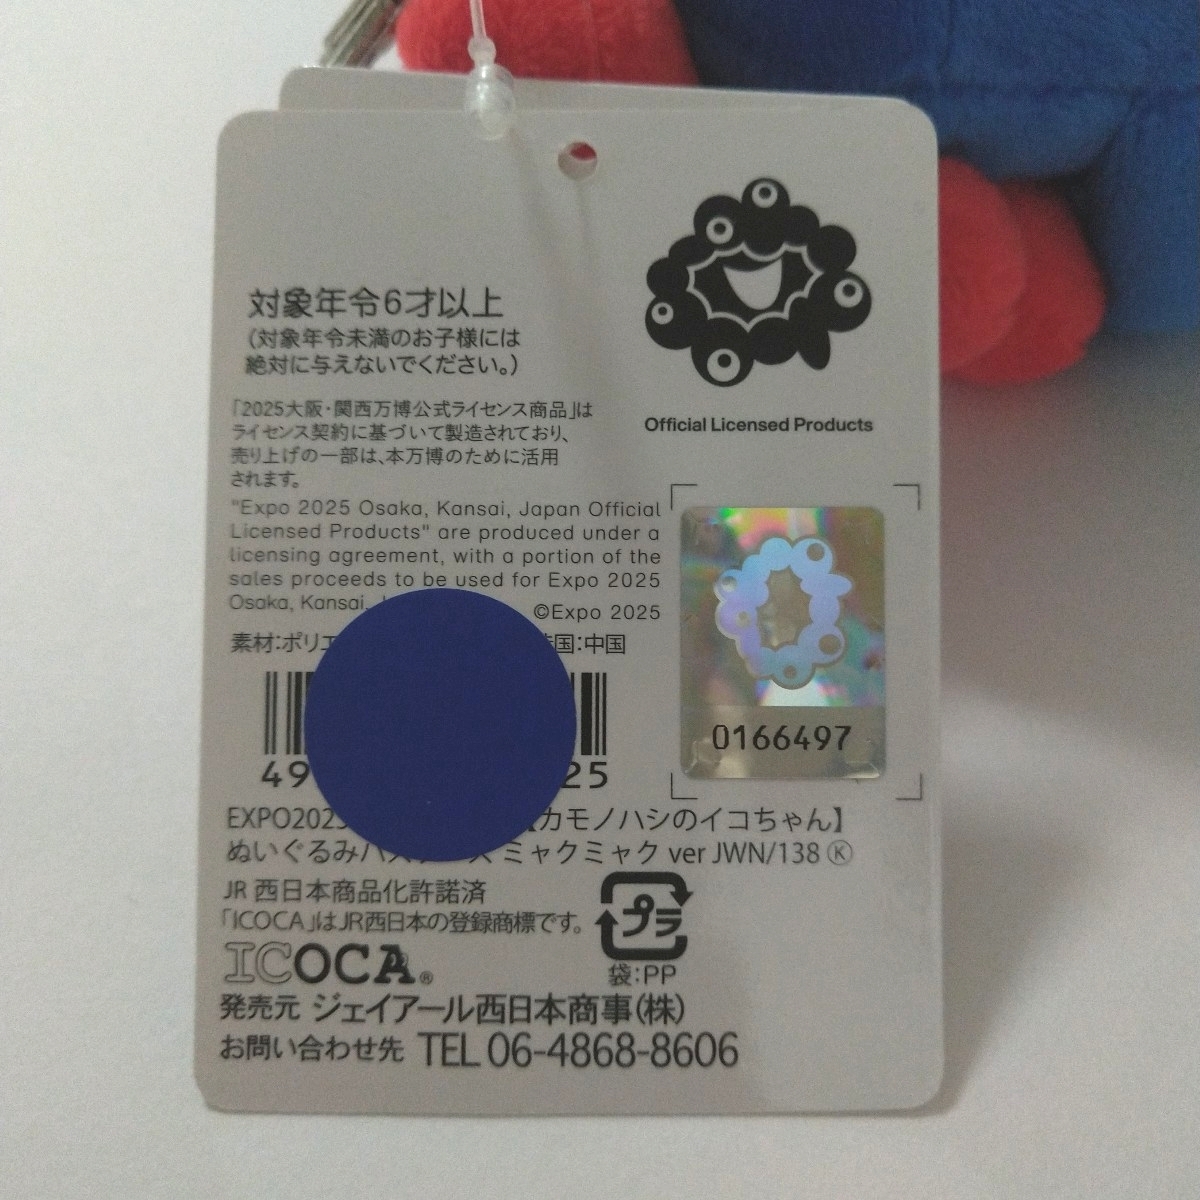 対象年令6才以上
(対象年令未満のお子様には
絶対に与えないでください。)
「2025大阪・関西万博公式ライセンス商品」は
ライセンス契約に基づいて製造されており、
売り上げの一部は、本万博のために活用
されます。
"Expo 2025 Osaka, Kansai, Japan Official
Licensed Products" are produced under a
licensing agreement, with a portion of the
sales proceeds to be used for Expo 2025
Osaka, Kansai,
©Expo 2025
素材:ポリエ
国:中国
49
25
EXPO202
【カモノハシのイコちゃん】
ぬいぐるみ
ミャクミャク ver JWN/138 Ⓚ
JR 西日本商品化許諾済
「ICOCA」はJR西日本の登録商標です。
ICOCA®
プラ
袋:PP
発売元 ジェイアール西日本商事(株)
お問い合わせ先 TEL 06-4868-8606
Official Licensed Products
0166497